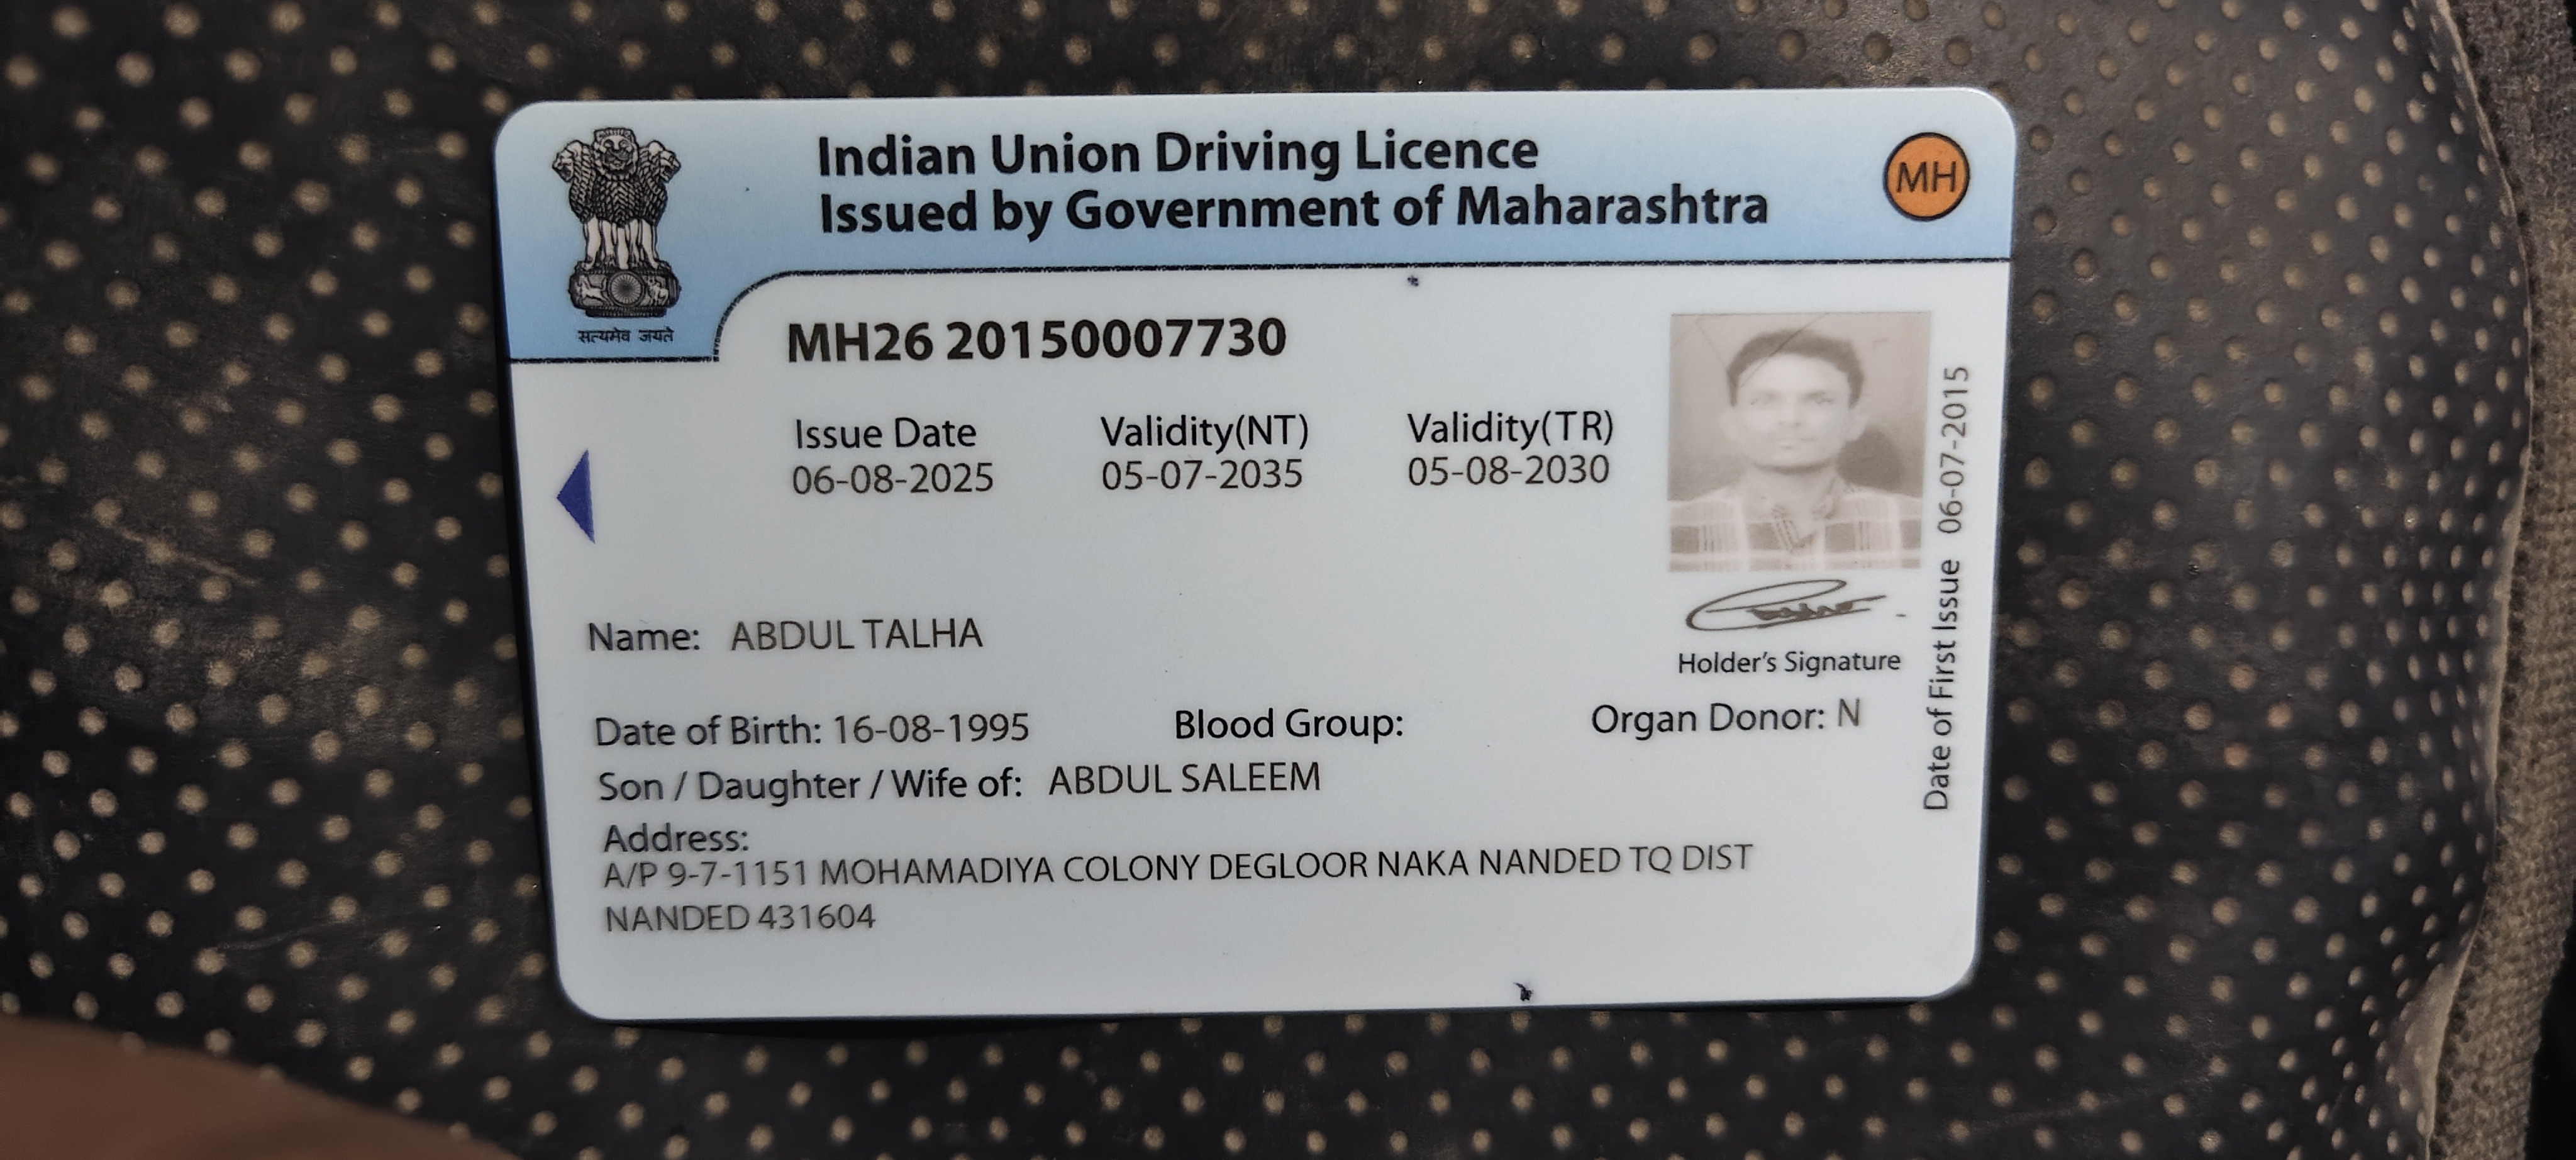 Indian Union Driving Licence
Issued by Government of Maharashtra
MH
सत्यमेव जयते
MH26 20150007730
Issue Date Validity(NT) Validity(TR)
06-08-2025 05-07-2035 05-08-2030
Date of First Issue 06-07-2015
Name: ABDUL TALHA
Holder's Signature
Date of Birth: 16-08-1995 Blood Group: Organ Donor: N
Son / Daughter / Wife of: ABDUL SALEEM
Address:
A/P 9-7-1151 MOHAMADIYA COLONY DEGLOOR NAKA NANDED TQ DIST
NANDED 431604